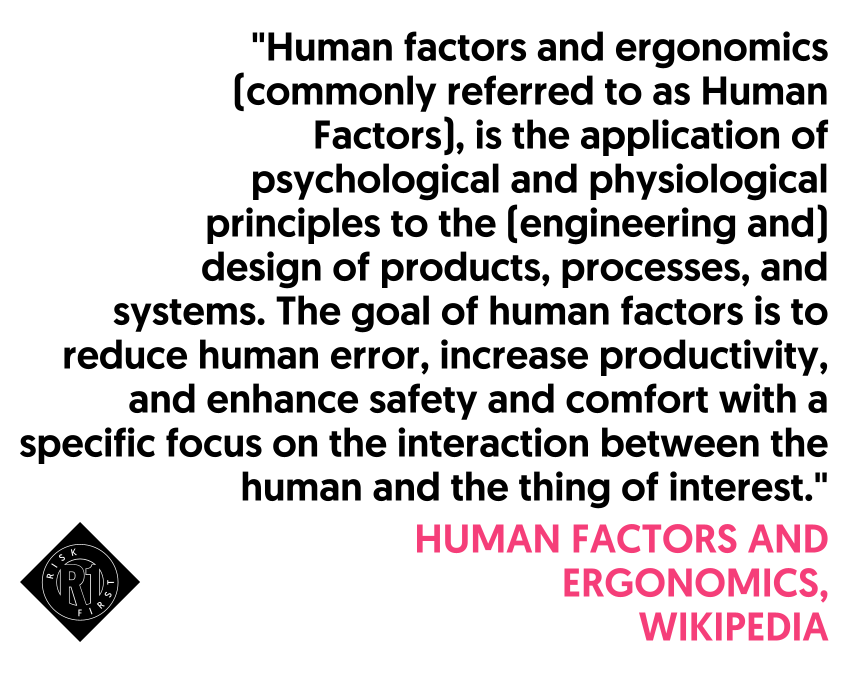 "Human factors and ergonomics
(commonly referred to as Human
Factors), is the application of
psychological and physiological
principles to the (engineering and)
design of products, processes, and
systems. The goal of human factors is to
reduce human error, increase productivity,
and enhance safety and comfort with a
specific focus on the interaction between the
human and the thing of interest."
HUMAN FACTORS AND
ERGONOMICS,
WIKIPEDIA
RISK
R1
FIRST